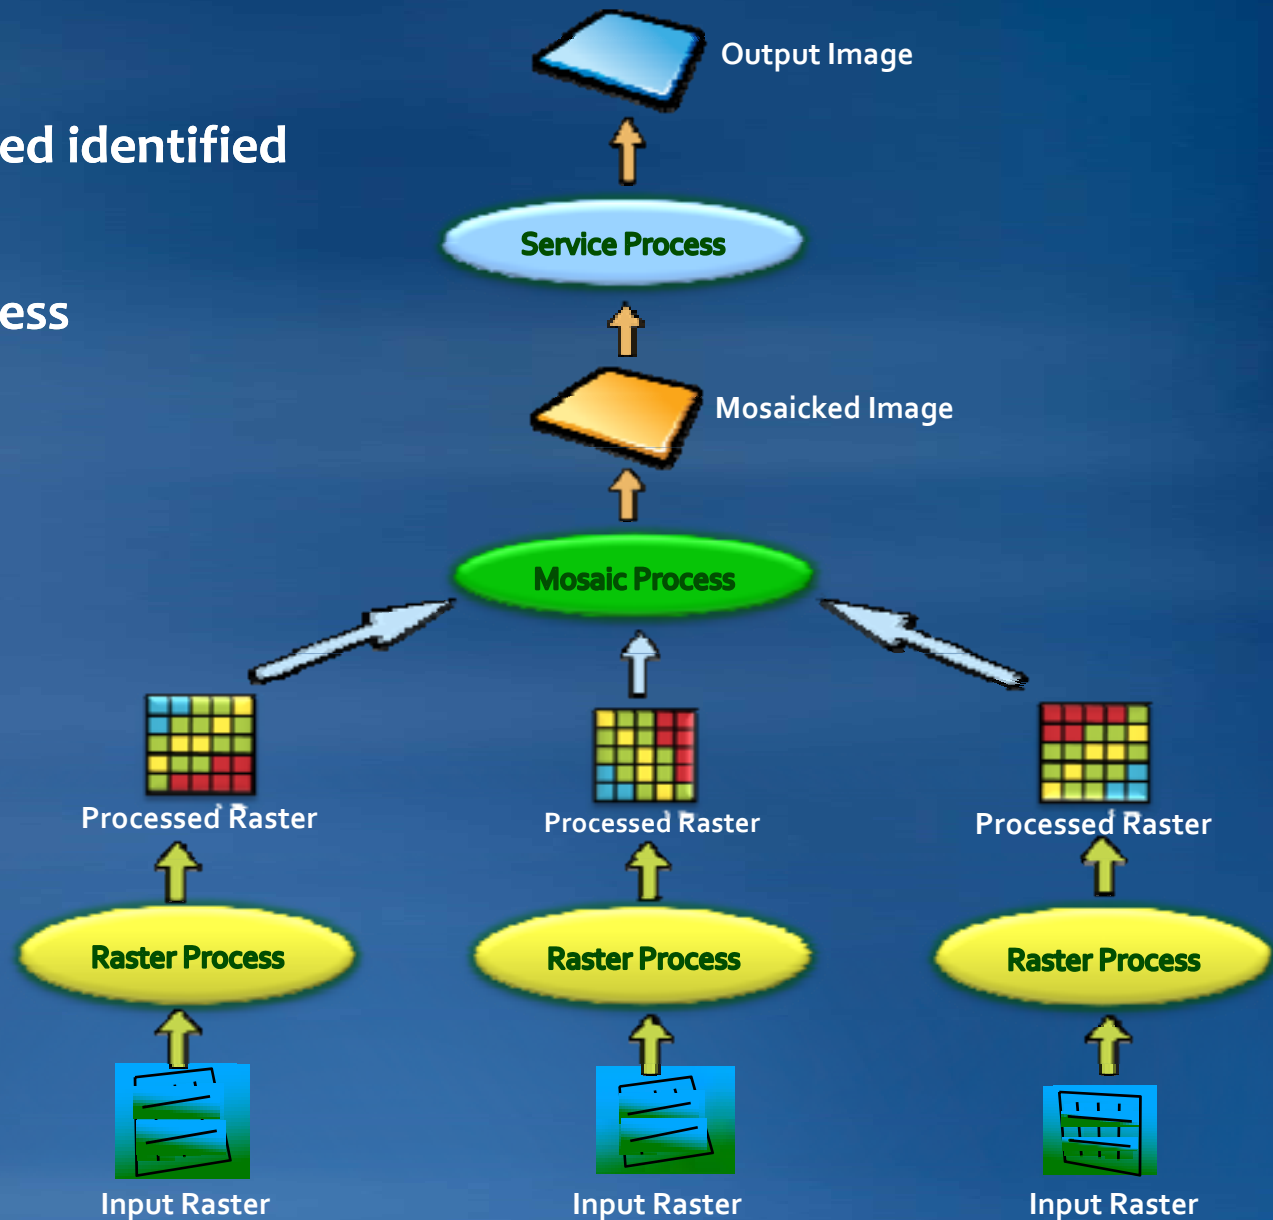 Output Image
ed identified
Service Process
ess
Mosaicked Image
Mosaic Process
Processed Raster
Processed Raster
Processed Raster
Raster Process
Raster Process
Raster Process
Input Raster
Input Raster
Input Raster